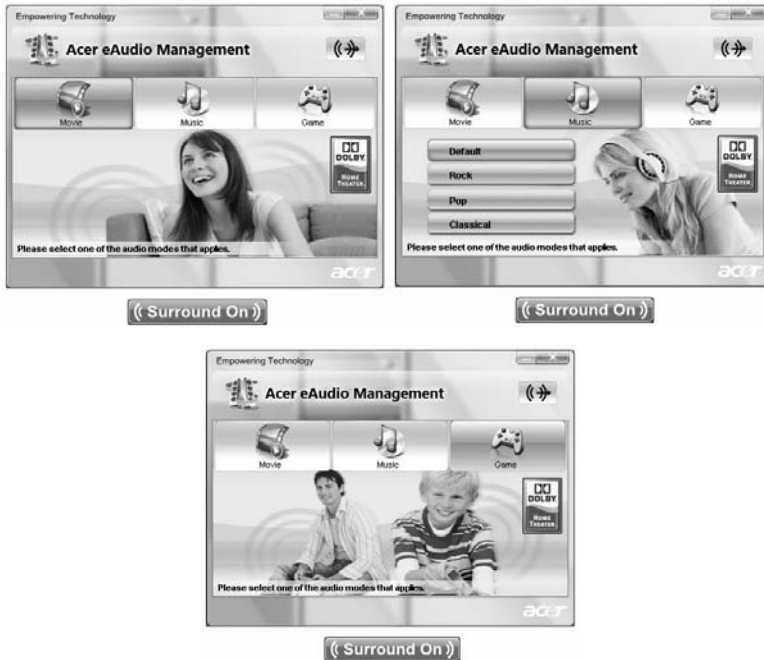 Empowering Technology
Acer eAudio Management
Movie
Music
Game
DOLBY
HOME THEATER
Please select one of the audio modes that apples.
acer
Surround On
Empowering Technology
Acer eAudio Management
Movie
Music
Game
Default
Rock
Pop
Classical
DOLBY
HOME THEATER
Please select one of the audio modes that apples.
acer
Surround On
Empowering Technology
Acer eAudio Management
Movie
Music
Game
DOLBY
HOME THEATER
Please select one of the audio modes that apples.
acer
Surround On